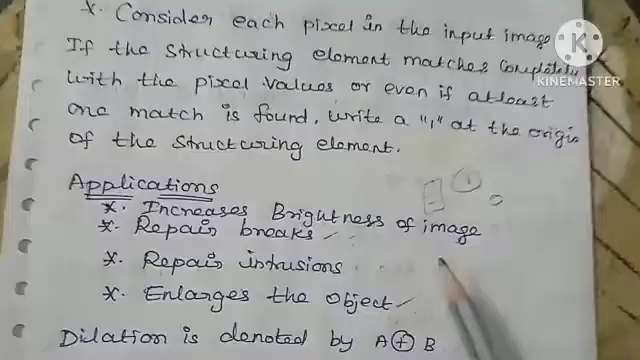 * Consider each pixel in the input image
If the structuring element matches completely
with the pixel values or even if atleast
one match is found, write a "1" at the origin
of the structuring element.
Applications
* Increases Brightness of image
* Repair breaks
* Repair intrusions
* Enlarges the object
Dilation is denoted by A ⊕ B
KINEMASTER